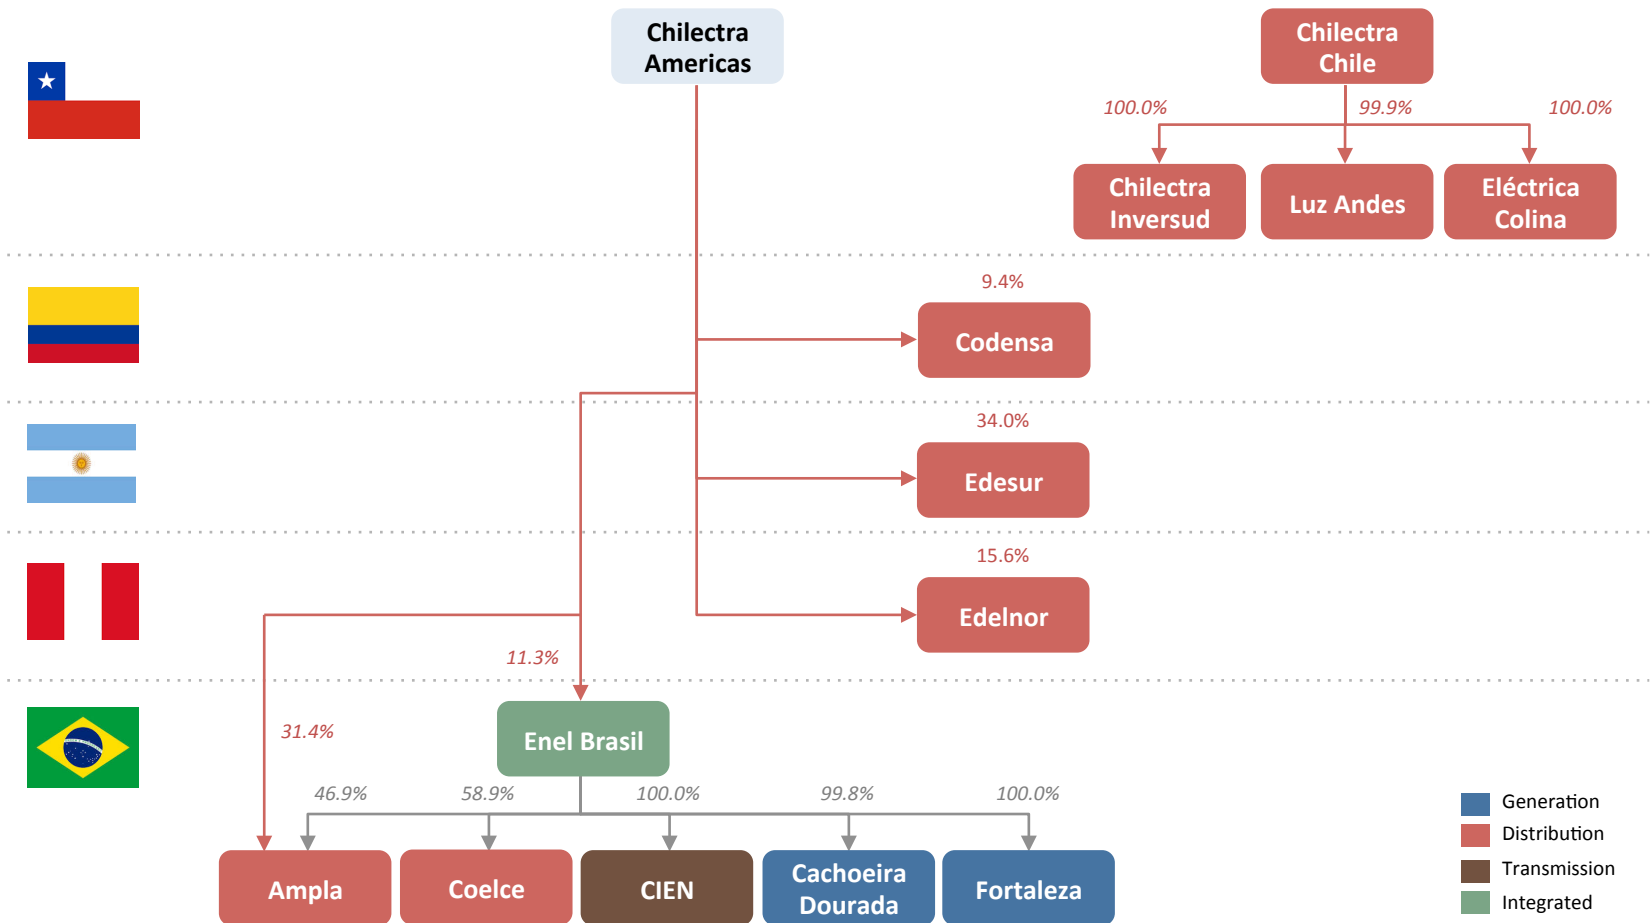 Chilectra
Americas
Chilectra
Chile
100.0%
99.9%
100.0%
Chilectra
Inversud
Luz Andes
Eléctrica
Colina
9.4%
Codensa
34.0%
Edesur
15.6%
Edelnor
11.3%
31.4%
Enel Brasil
46.9%
58.9%
100.0%
99.8%
100.0%
Ampla
Coelce
CIEN
Cachoeira
Dourada
Fortaleza
Generation
Distribution
Transmission
Integrated